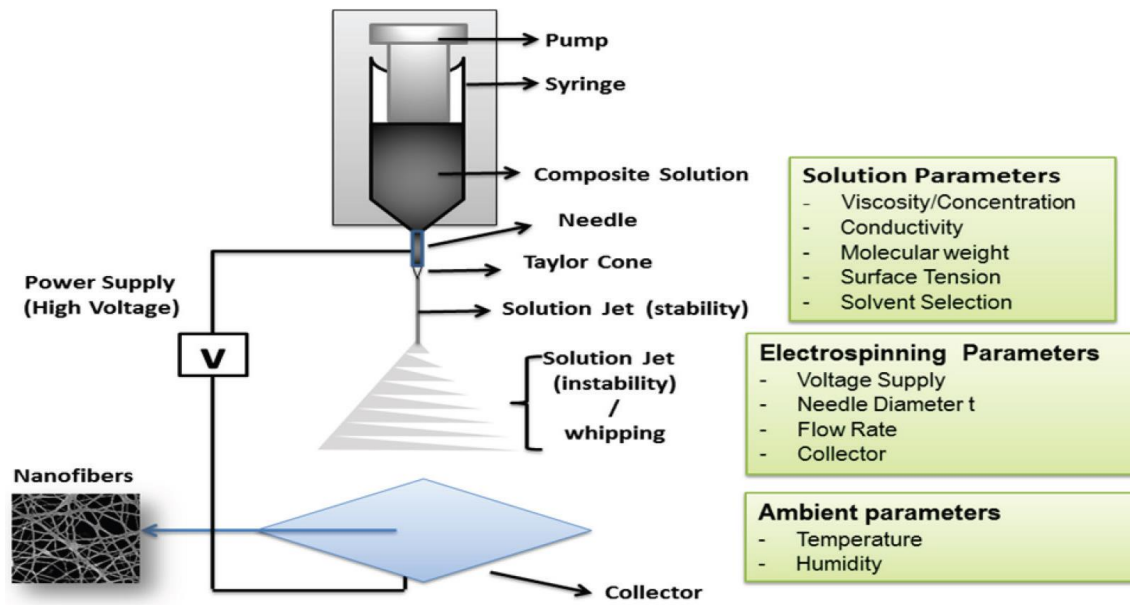 Pump
Syringe
Composite Solution
Needle
Taylor Cone
Solution Jet (stability)
Solution Jet
(instability)
/
whipping
Power Supply
(High Voltage)
V
Nanofibers
Collector
Solution Parameters
- Viscosity/Concentration
- Conductivity
- Molecular weight
- Surface Tension
- Solvent Selection
Electrospinning Parameters
- Voltage Supply
- Needle Diameter t
- Flow Rate
- Collector
Ambient parameters
- Temperature
- Humidity